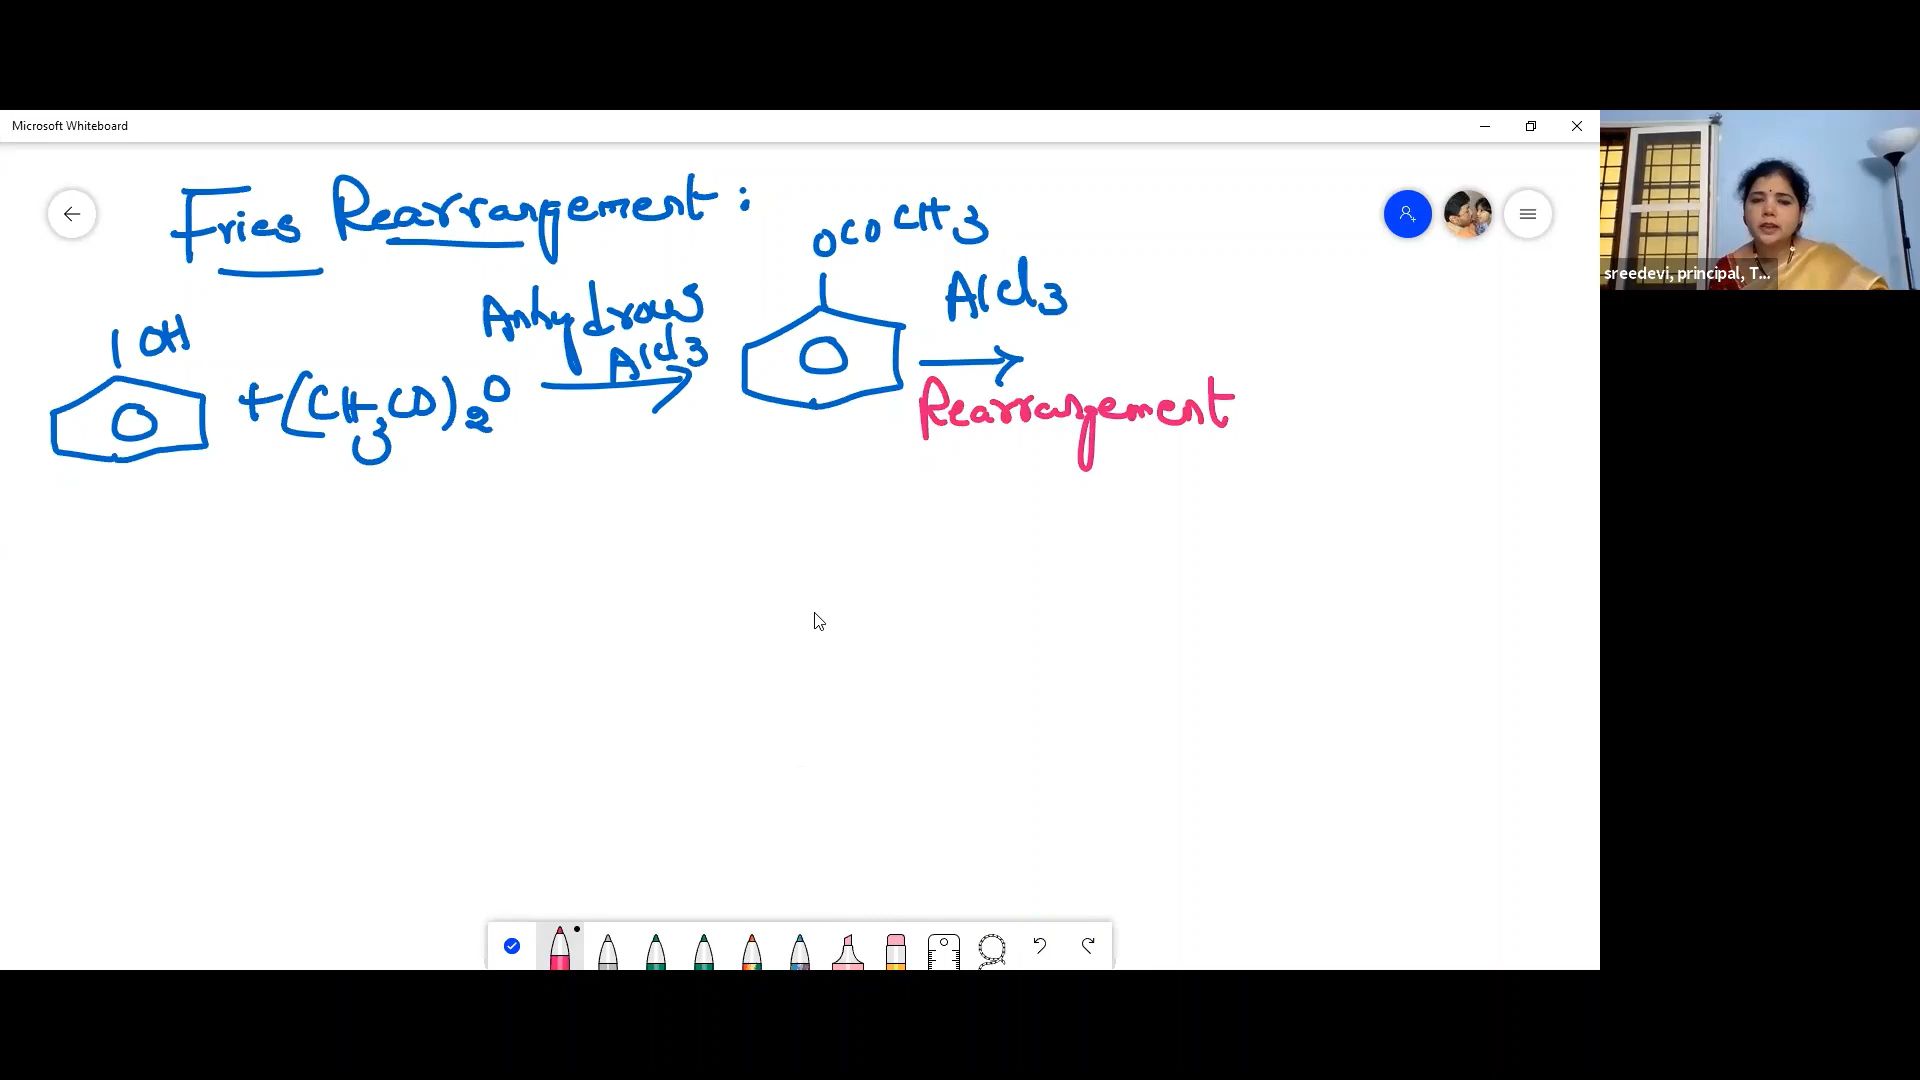 Microsoft Whiteboard
Fries Rearrangement :
OCOCH3
Anhydrous
AlCl3
AlCl3
OH
+(CH3CO)2O
Rearrangement
sreedevi, principal, T...